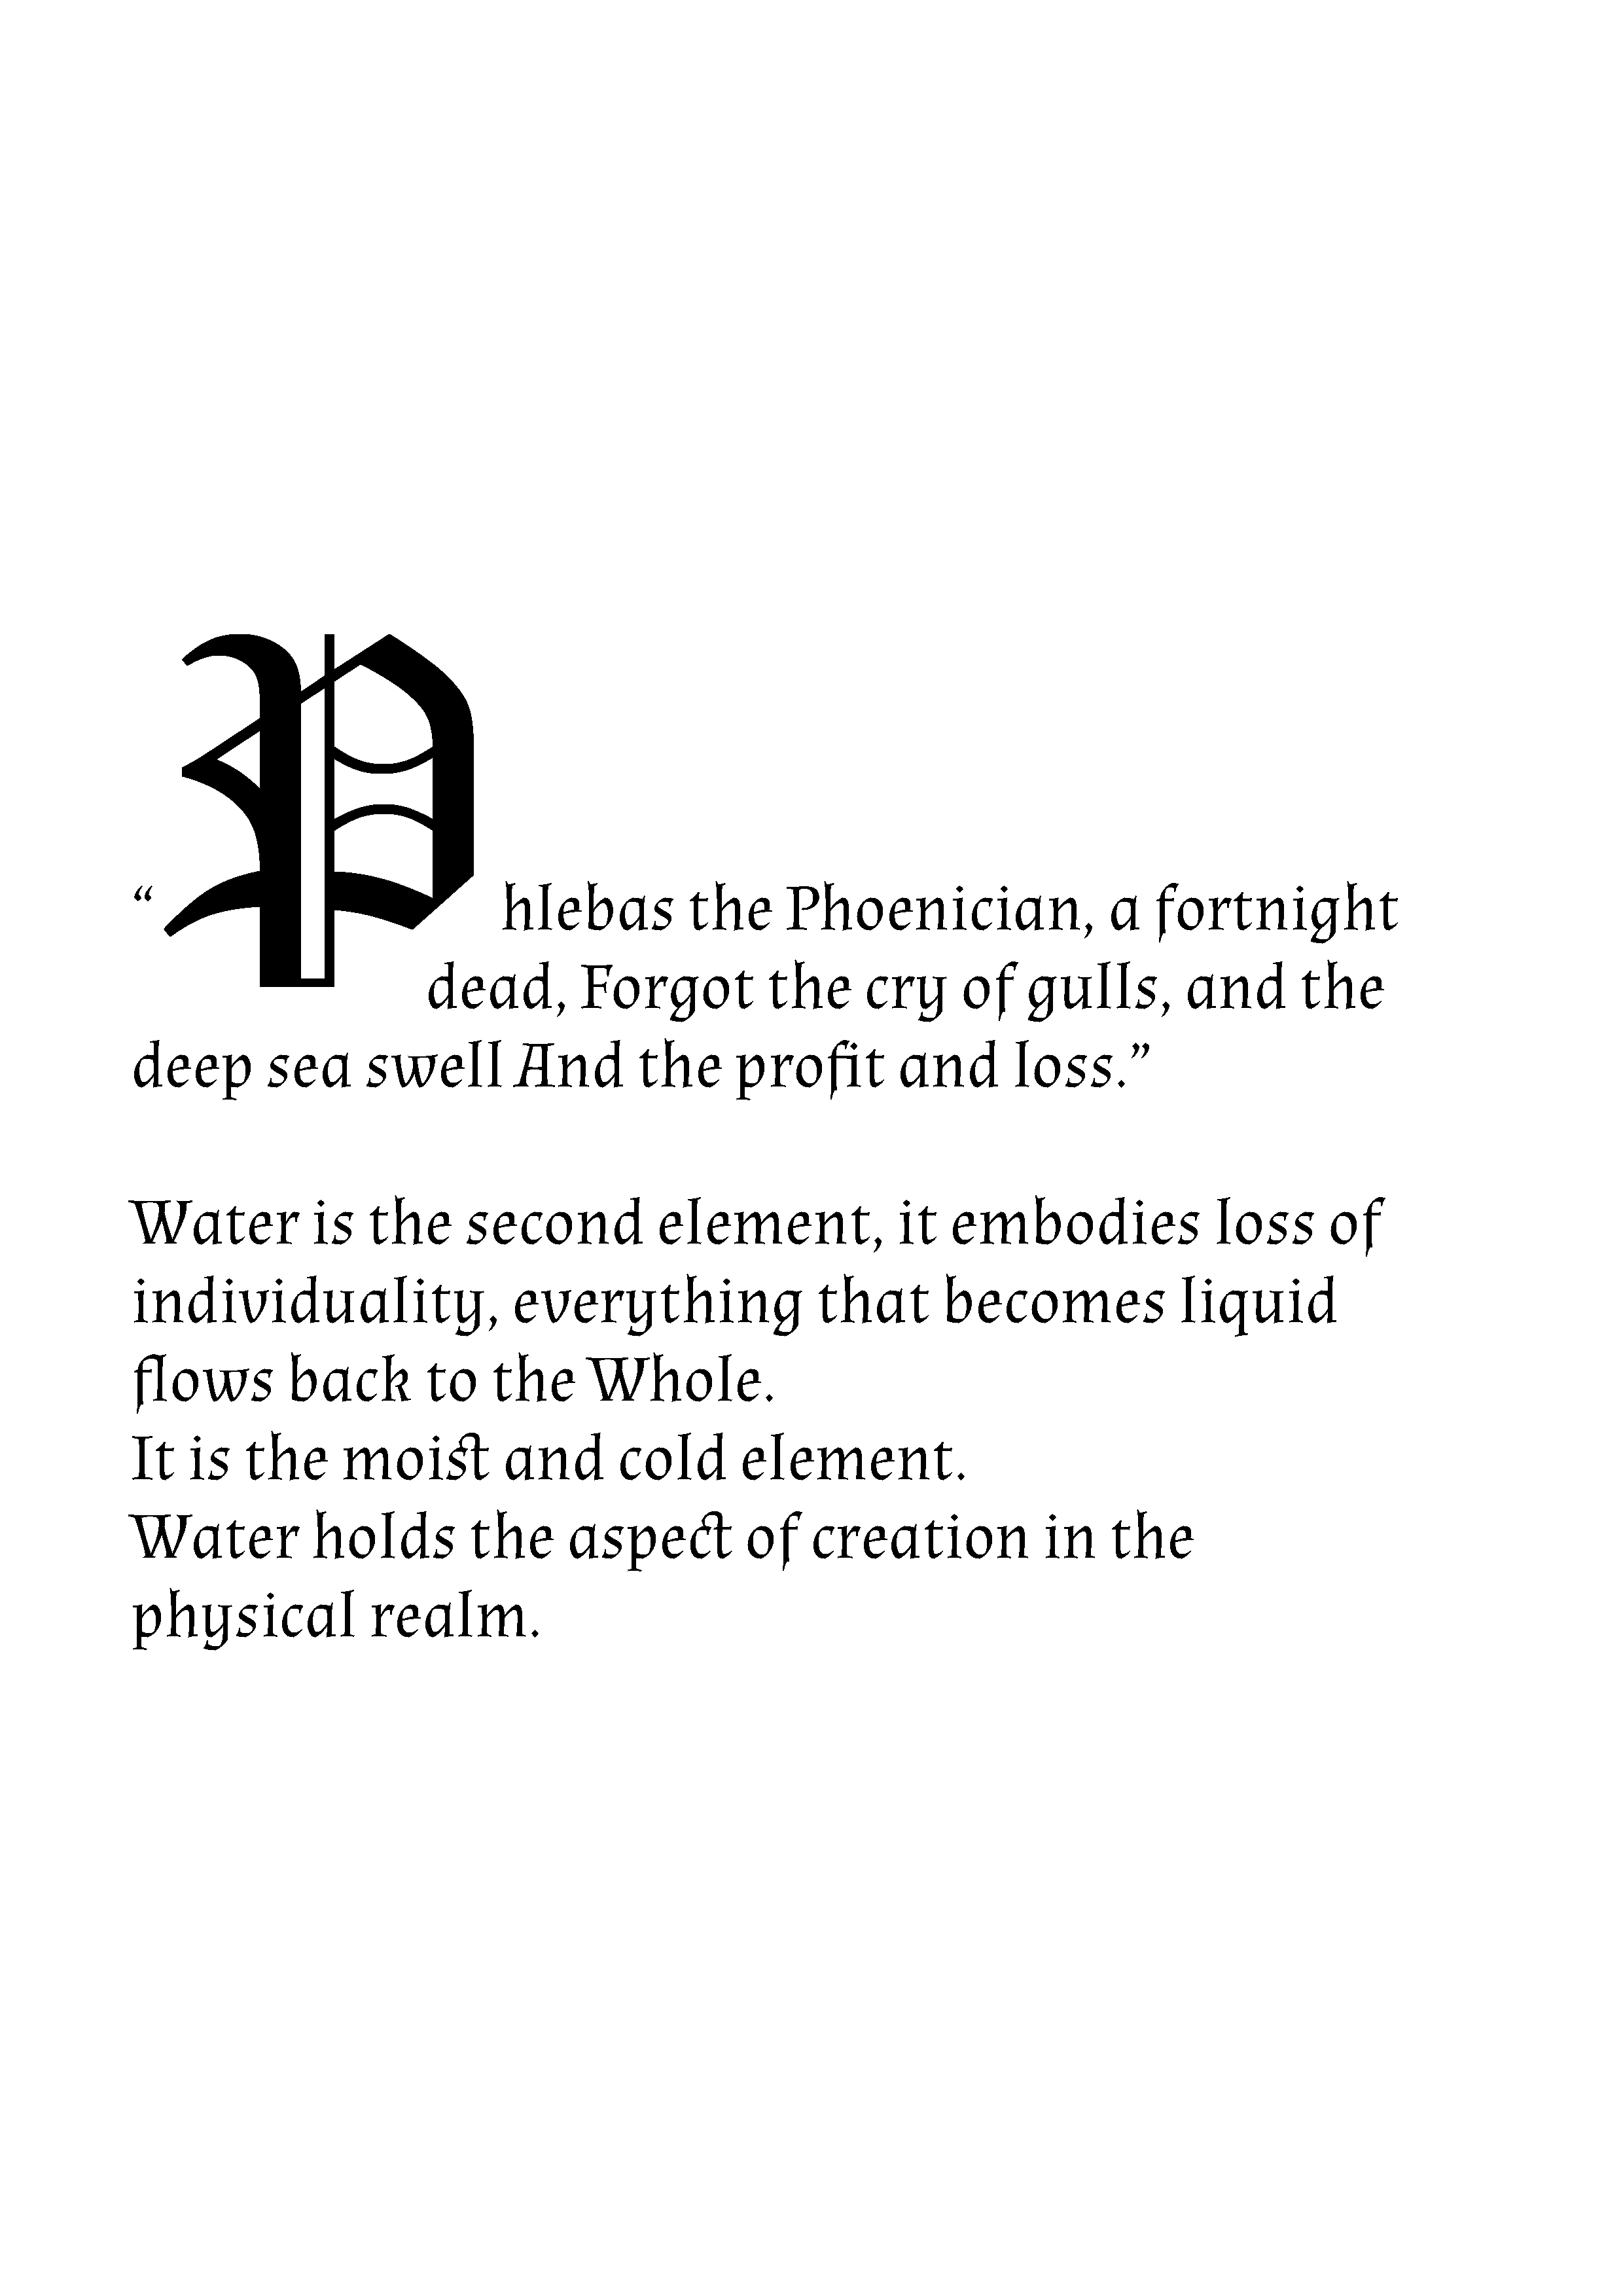 “Phlebas the Phoenician, a fortnight
dead, Forgot the cry of gulls, and the
deep sea swell And the profit and loss.”
Water is the second element, it embodies loss of
individuality, everything that becomes liquid
flows back to the Whole.
It is the moist and cold element.
Water holds the aspect of creation in the
physical realm.